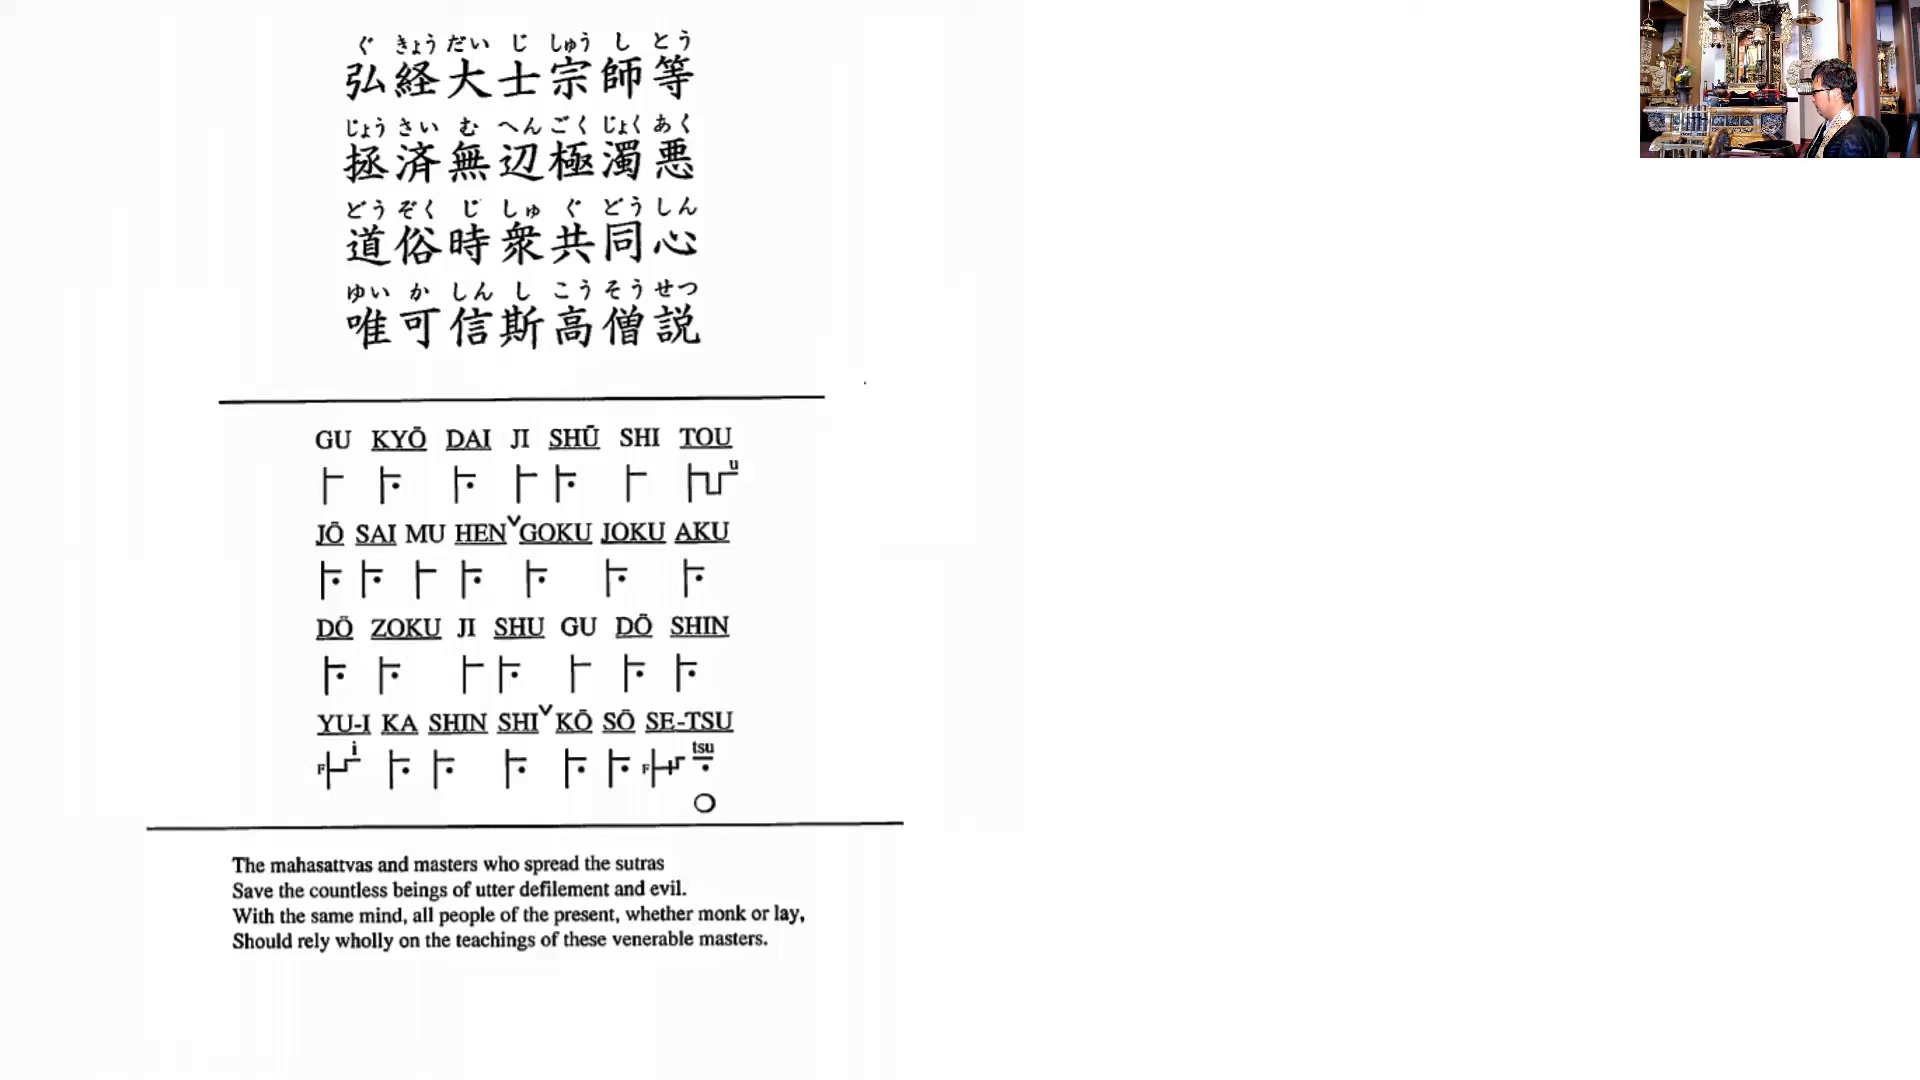 ぐ きょう だい じ しゅう し とう
弘経大士宗師等
じょう さい む へん ごく じょく あく
拯済無辺極濁悪
どう ぞく じ しゅ ぐ どう しん
道俗時衆共同心
ゆい か しん し こう そう せつ
唯可信斯高僧説
GU KYŌ DAI JI SHŪ SHI TOU
u
JŌ SAI MU HEN˅GOKU JOKU AKU
DŌ ZOKU JI SHU GU DŌ SHIN
YU-I KA SHIN SHI˅KŌ SŌ SE-TSU
F i F tsu
The mahasattvas and masters who spread the sutras
Save the countless beings of utter defilement and evil.
With the same mind, all people of the present, whether monk or lay,
Should rely wholly on the teachings of these venerable masters.